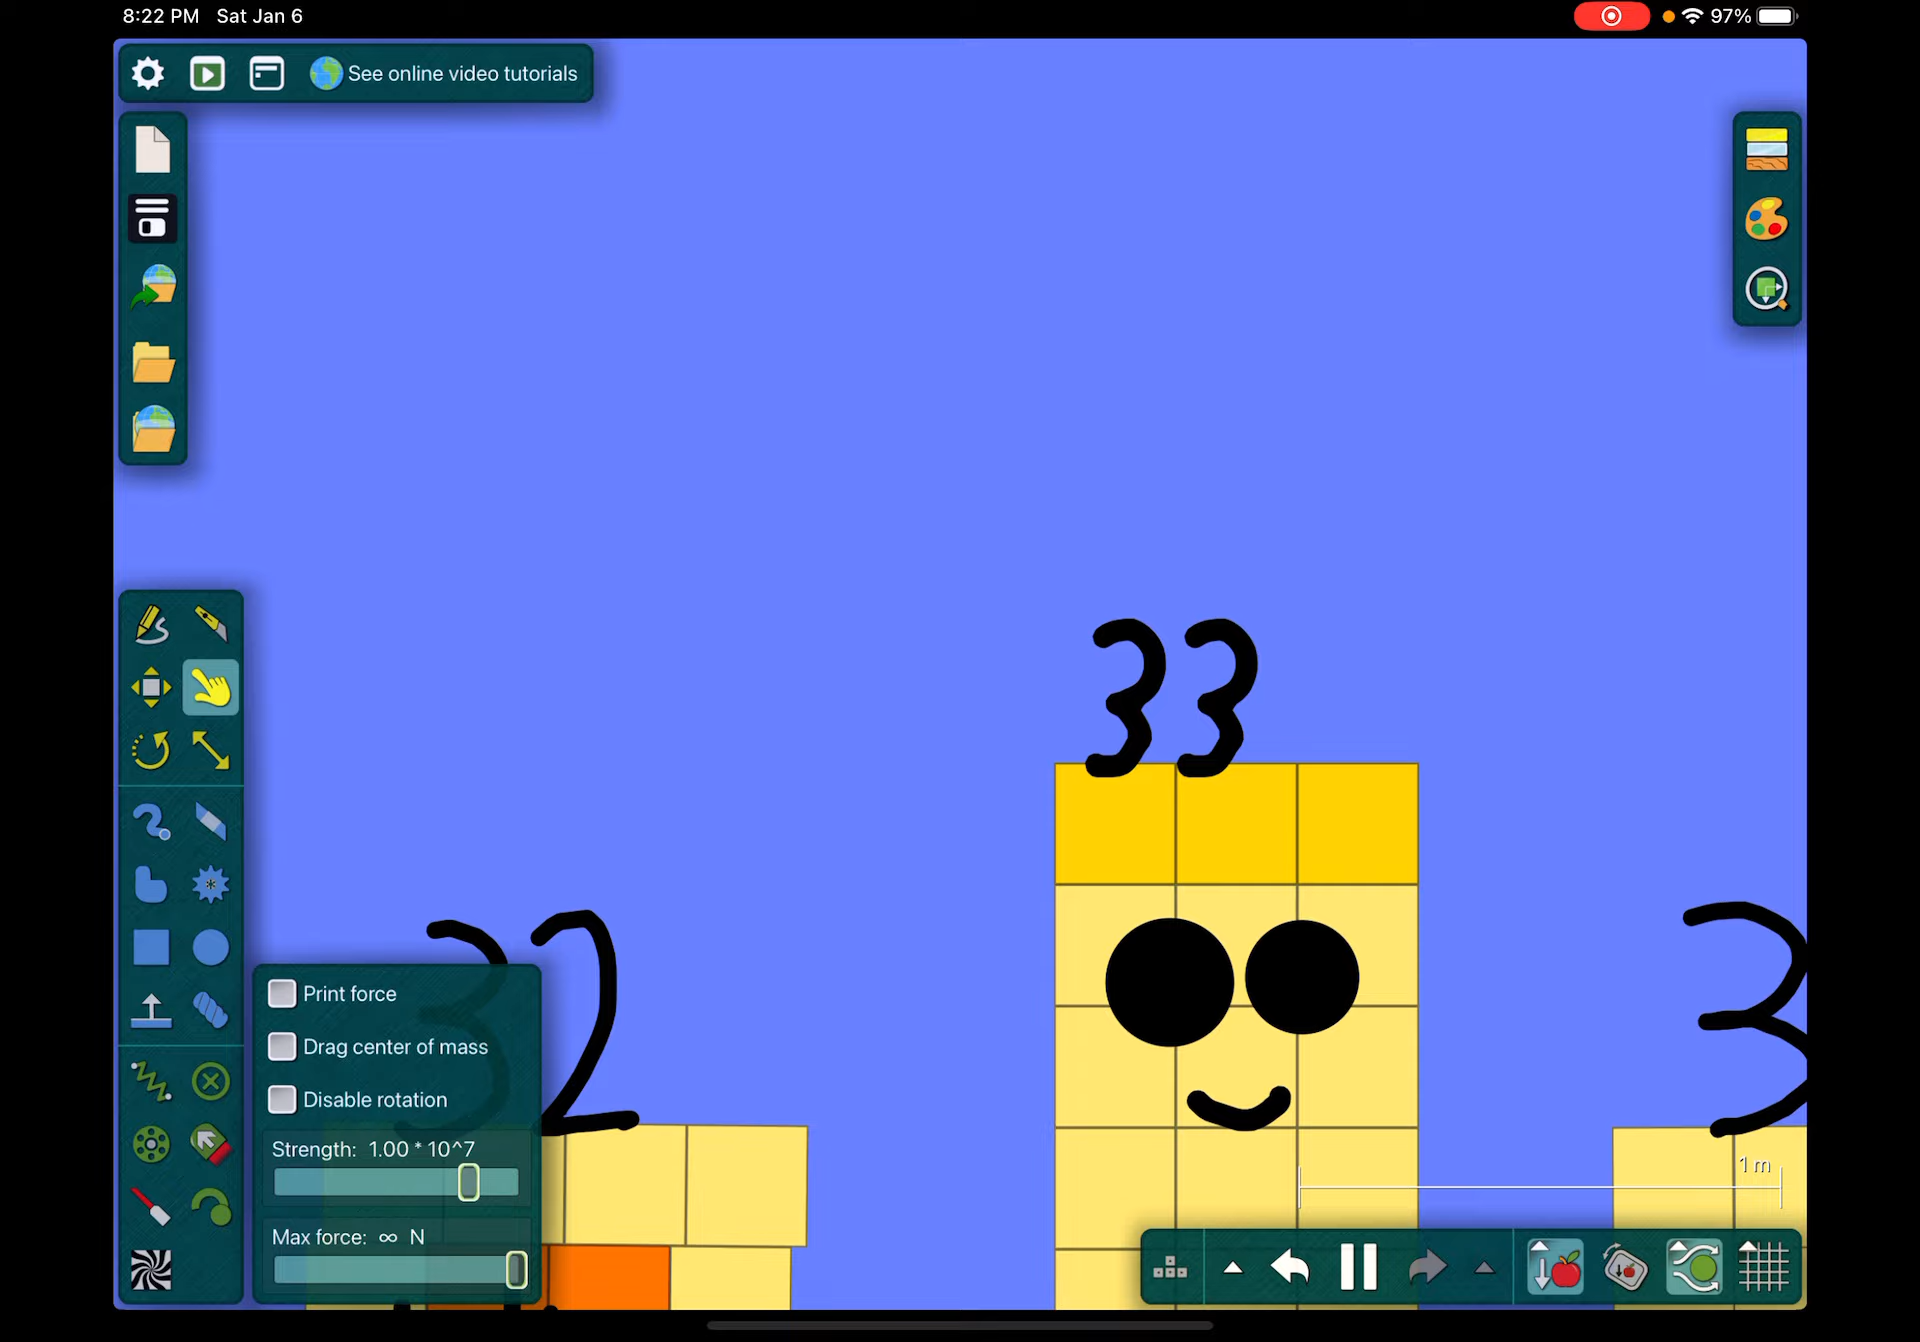 8:22 PM Sat Jan 6
97%
See online video tutorials
33
32
3
Print force
Drag center of mass
Disable rotation
Strength: 1.00 * 10^7
Max force: ∞ N
1 m